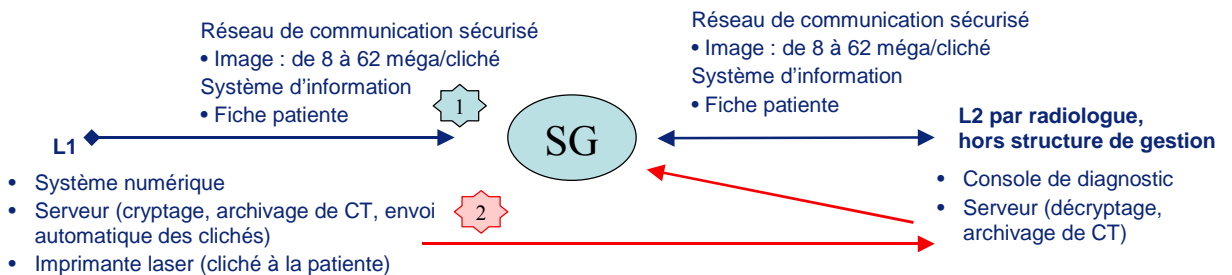 Réseau de communication sécurisé
• Image : de 8 à 62 méga/cliché
Système d'information
• Fiche patiente
1
L1
• Système numérique
• Serveur (cryptage, archivage de CT, envoi
automatique des clichés)
• Imprimante laser (cliché à la patiente)
2
SG
Réseau de communication sécurisé
• Image : de 8 à 62 méga/cliché
Système d'information
• Fiche patiente
L2 par radiologue,
hors structure de gestion
• Console de diagnostic
• Serveur (décryptage,
archivage de CT)